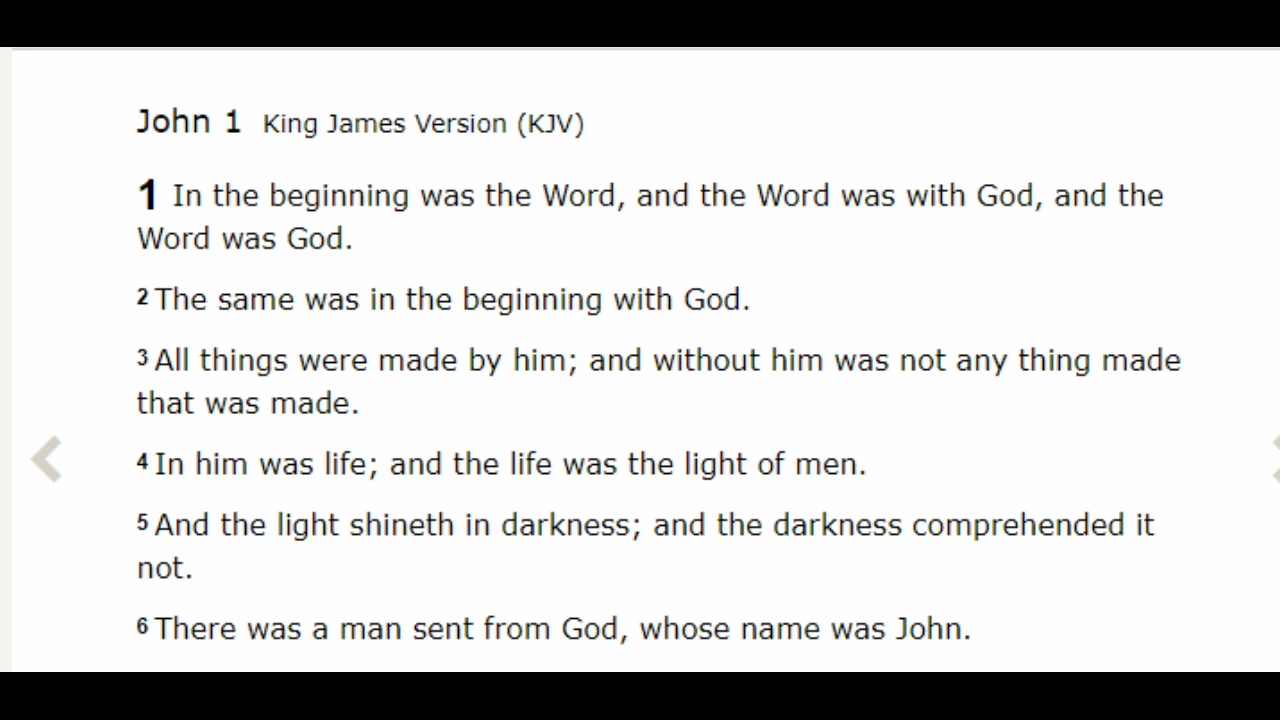 John 1 King James Version (KJV)
1 In the beginning was the Word, and the Word was with God, and the
Word was God.
2 The same was in the beginning with God.
3 All things were made by him; and without him was not any thing made
that was made.
4 In him was life; and the life was the light of men.
5 And the light shineth in darkness; and the darkness comprehended it
not.
6 There was a man sent from God, whose name was John.